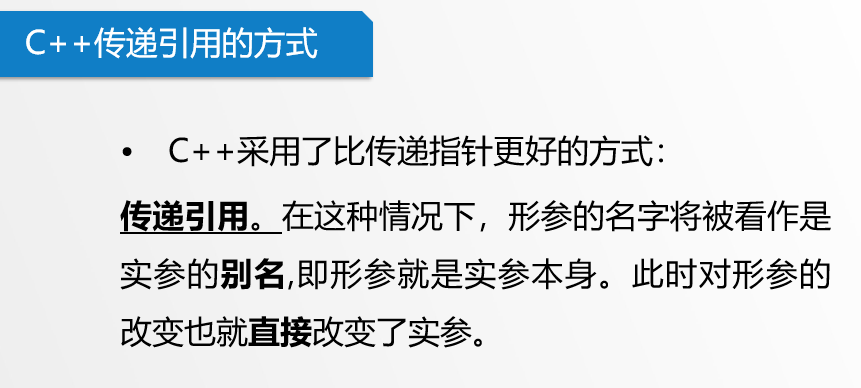 C++传递引用的方式
• C++采用了比传递指针更好的方式：
传递引用。在这种情况下，形参的名字将被看作是
实参的别名,即形参就是实参本身。此时对形参的
改变也就直接改变了实参。